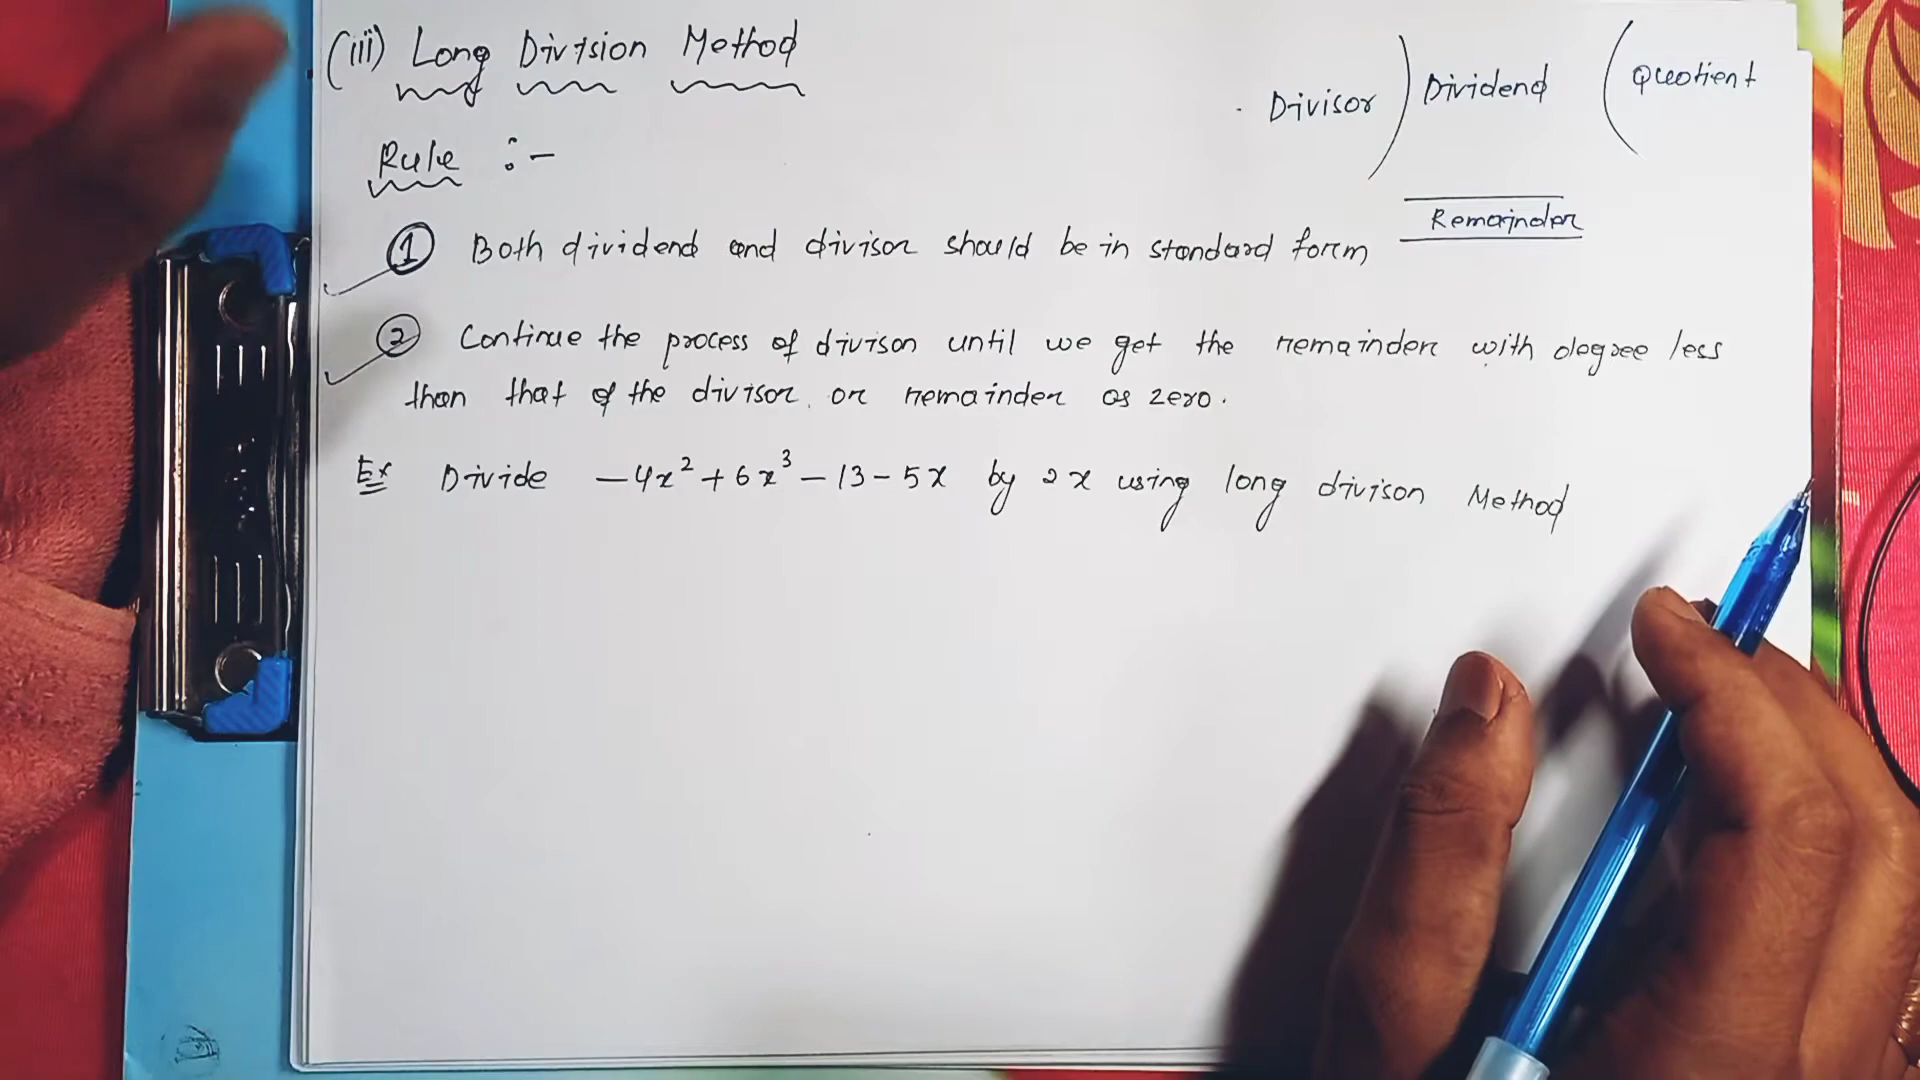 (iii) Long Division Method
Divisor ) Dividend ( Quotient
Remainder
Rule :-
① Both dividend and divisor should be in standard form
② Continue the process of divison until we get the remainder with degree less
than that of the divisor or remainder as zero.
Ex Divide -4x² + 6x³ - 13 - 5x by 2x using long divison Method